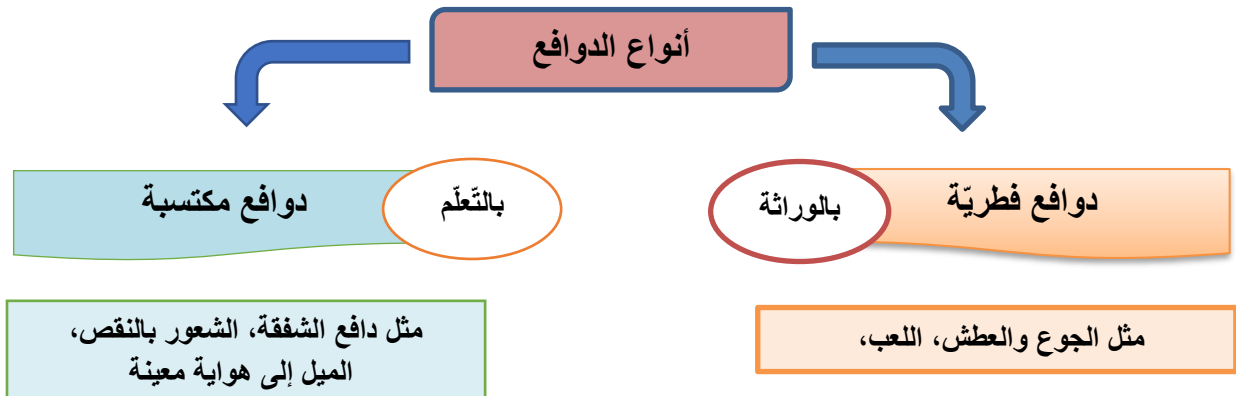 أنواع الدوافع
دوافع فطريّة
بالوراثة
مثل الجوع والعطش، اللعب،
دوافع مكتسبة
بالتّعلّم
مثل دافع الشفقة، الشعور بالنقص،
الميل إلى هواية معينة